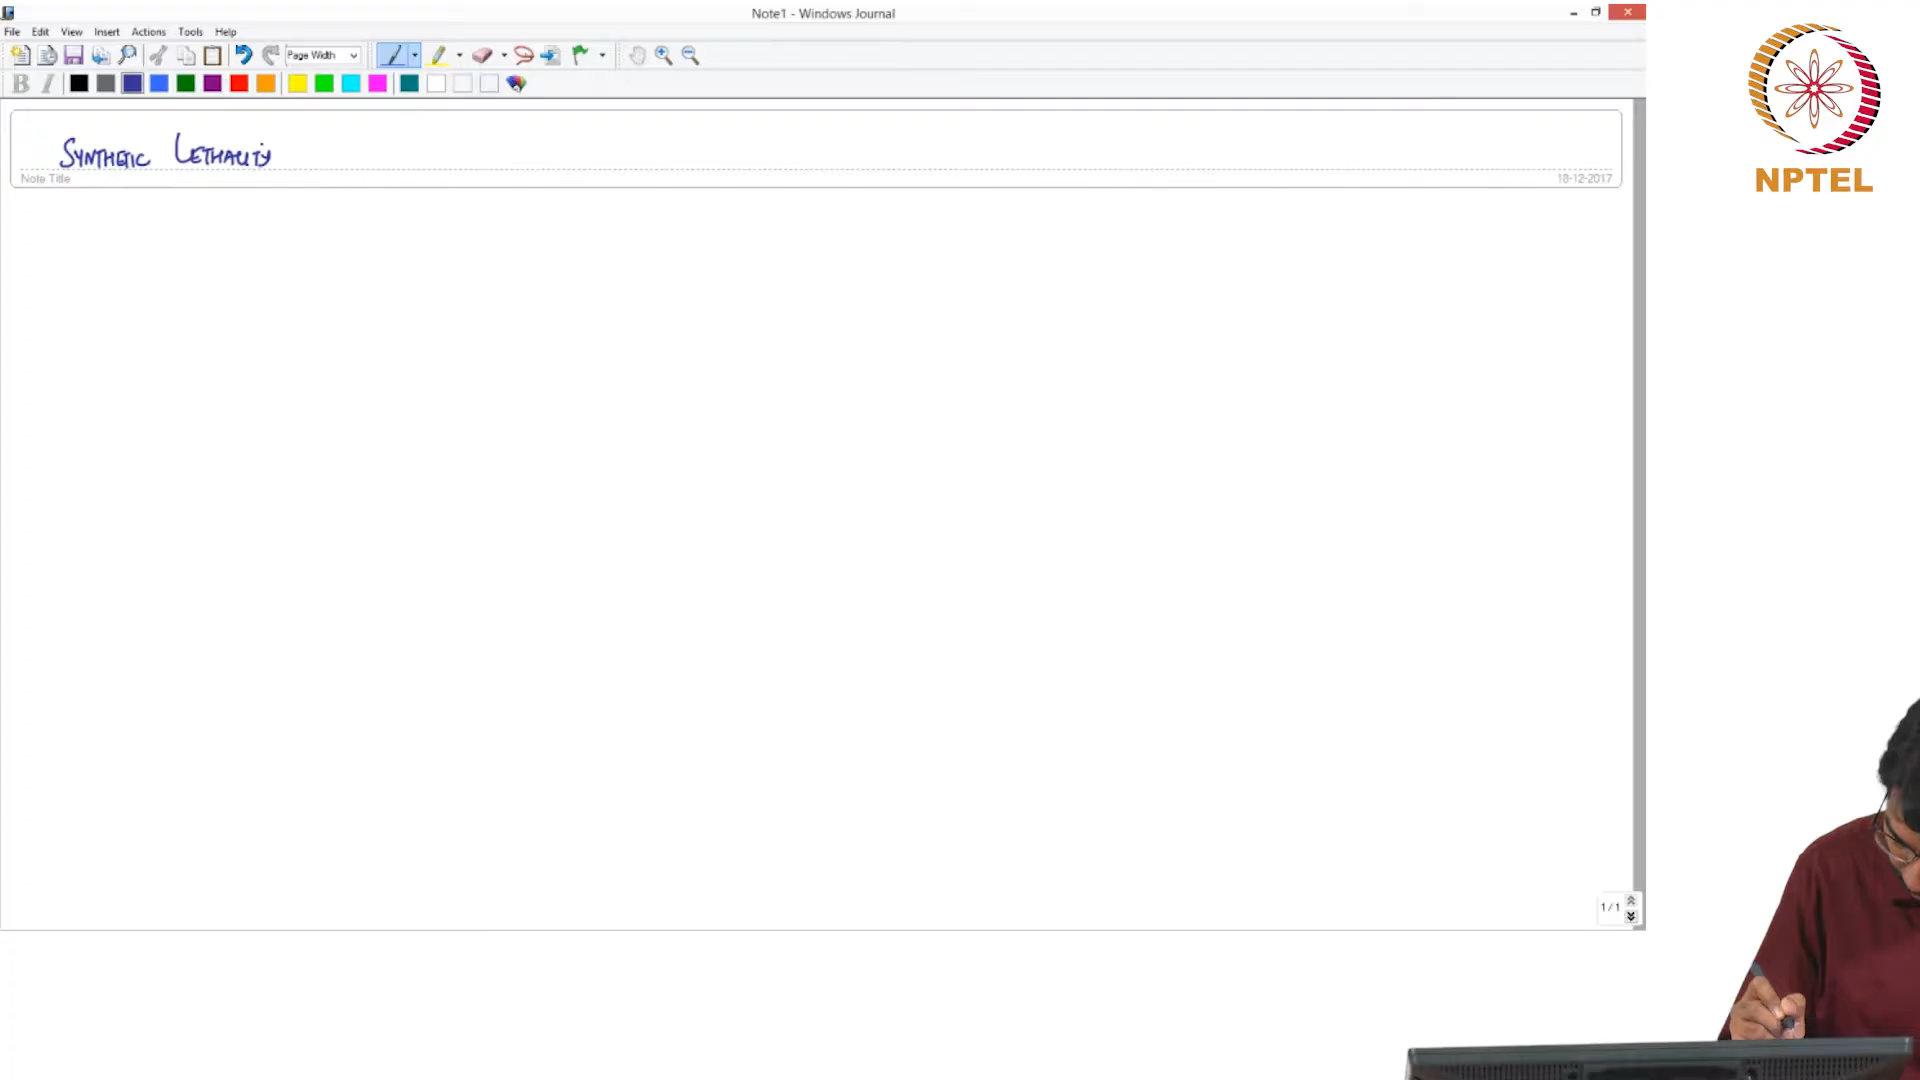 Note1 - Windows Journal
File Edit View Insert Actions Tools Help
Page Width
B I
SYNTHETIC LETHALITY
Note Title
18-12-2017
1 / 1
NPTEL